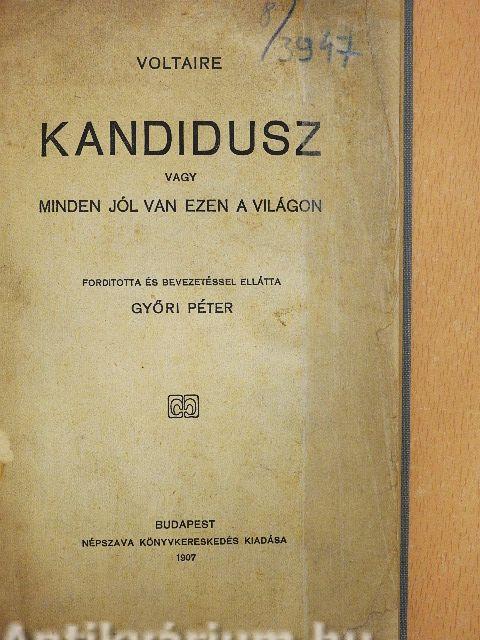 8/3947
VOLTAIRE
KANDIDUSZ
VAGY
MINDEN JÓL VAN EZEN A VILÁGON
FORDITOTTA ÉS BEVEZETÉSSEL ELLÁTTA
GYŐRI PÉTER
BUDAPEST
NÉPSZAVA KÖNYVKERESKEDÉS KIADÁSA
1907
Antikvárium.hu